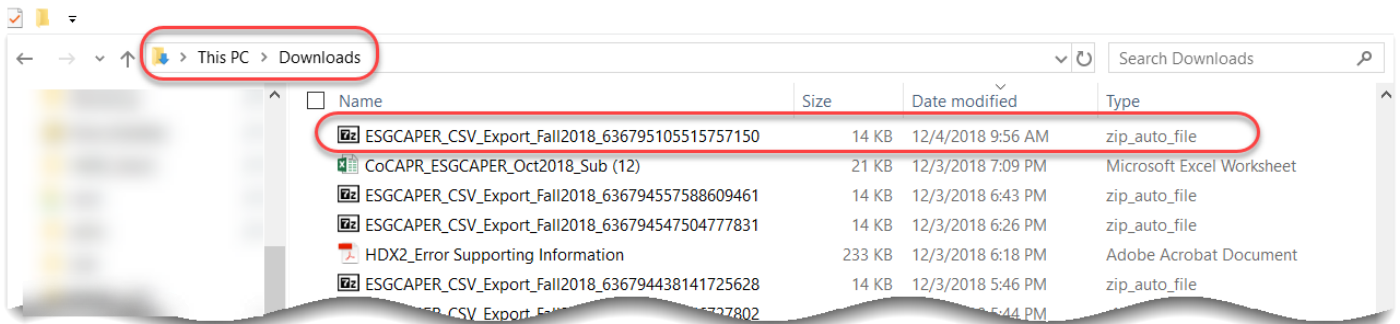 This PC > Downloads
Search Downloads
Name Size Date modified Type
ESGCAPER_CSV_Export_Fall2018_636795105515757150 14 KB 12/4/2018 9:56 AM zip_auto_file
CoCAPR_ESGCAPER_Oct2018_Sub (12) 21 KB 12/3/2018 7:09 PM Microsoft Excel Worksheet
ESGCAPER_CSV_Export_Fall2018_636794557588609461 14 KB 12/3/2018 6:43 PM zip_auto_file
ESGCAPER_CSV_Export_Fall2018_636794547504777831 14 KB 12/3/2018 6:26 PM zip_auto_file
HDX2_Error Supporting Information 233 KB 12/3/2018 6:18 PM Adobe Acrobat Document
ESGCAPER_CSV_Export_Fall2018_636794438141725628 14 KB 12/3/2018 5:46 PM zip_auto_file
5:44 PM